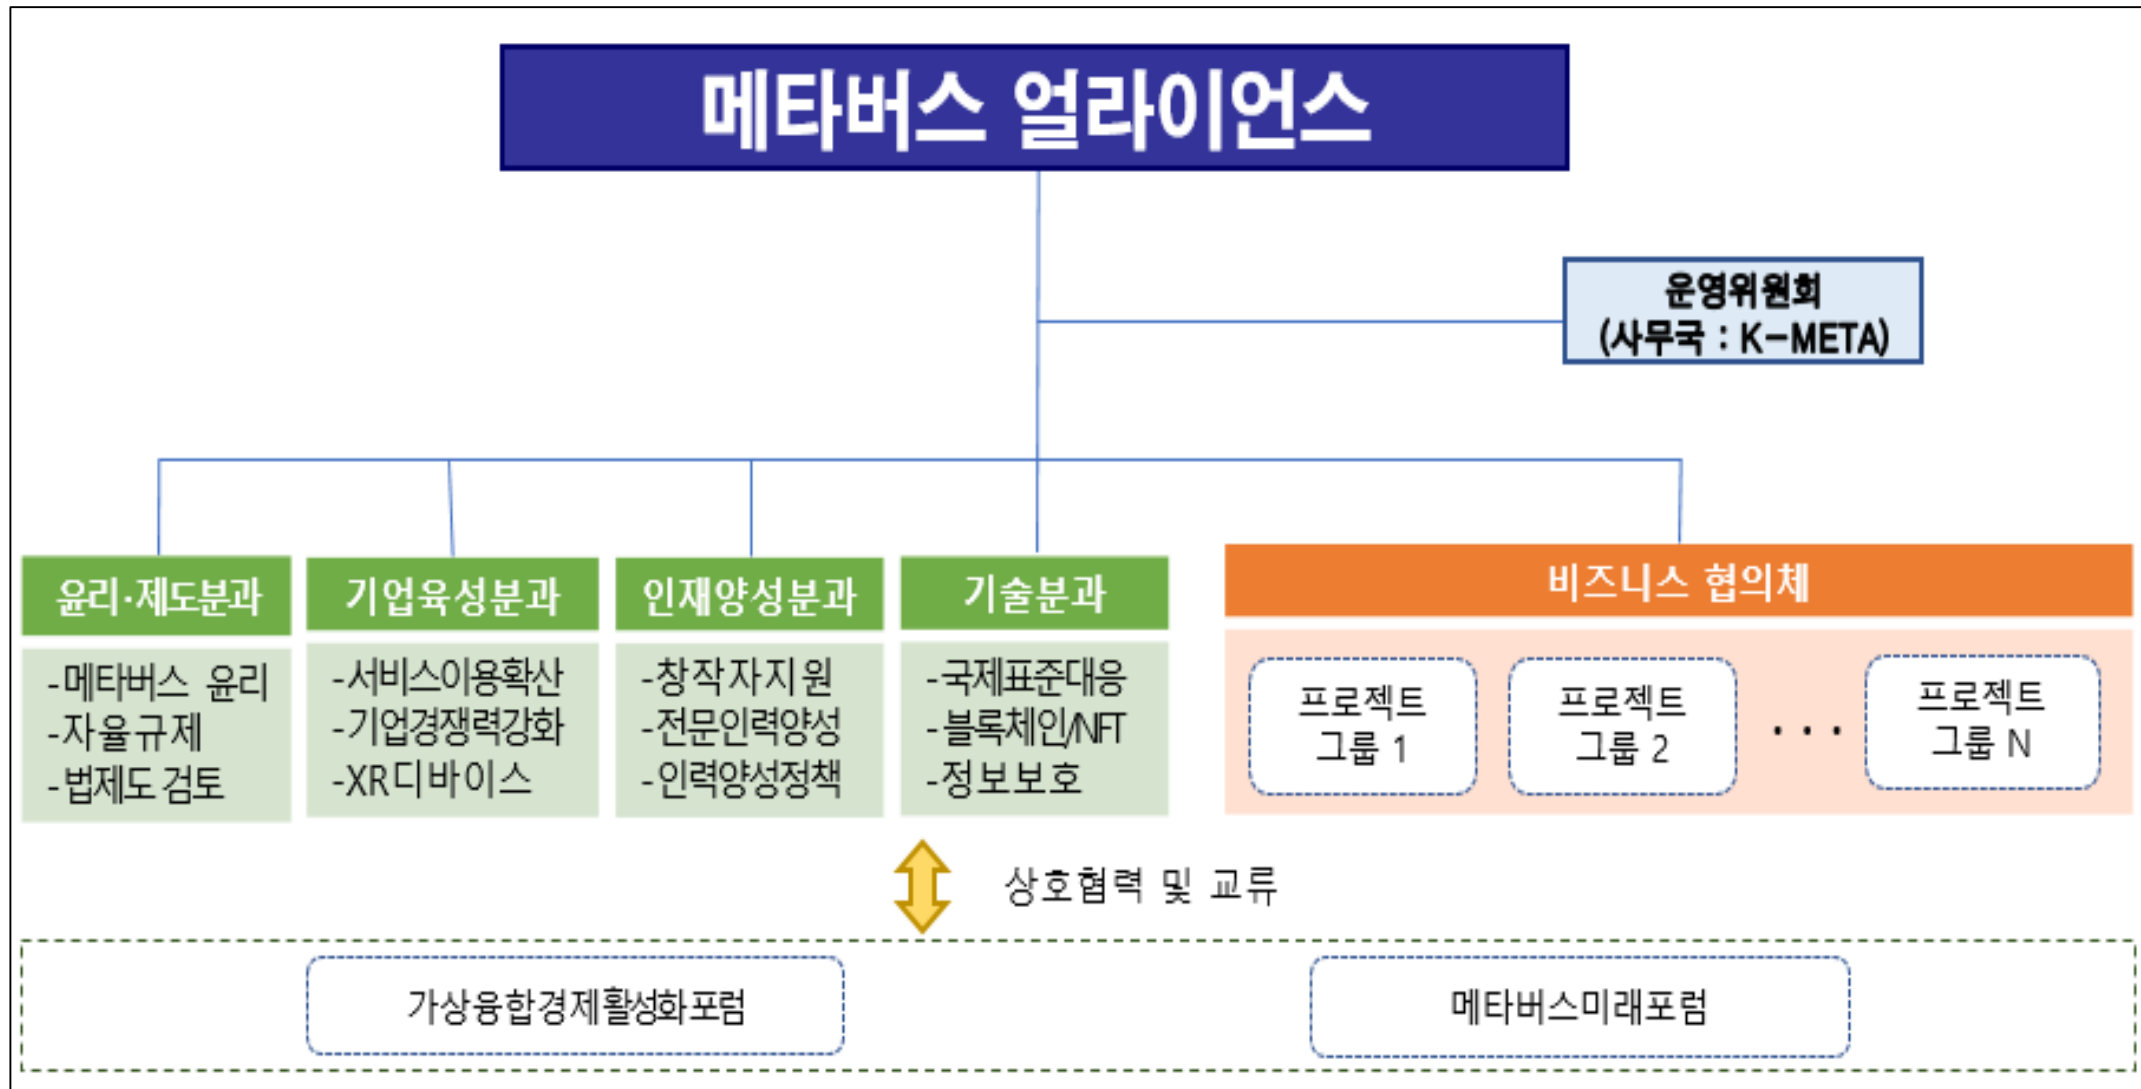 메타버스 얼라이언스
운영위원회
(사무국 : K-META)
윤리·제도분과
-메타버스 윤리
-자율규제
-법제도 검토
기업육성분과
-서비스이용확산
-기업경쟁력강화
-XR디바이스
인재양성분과
-창작자지원
-전문인력양성
-인력양성정책
기술분과
-국제표준대응
-블록체인/NFT
-정보보호
비즈니스 협의체
프로젝트
그룹 1
프로젝트
그룹 2
···
프로젝트
그룹 N
상호협력 및 교류
가상융합경제활성화포럼
메타버스미래포럼